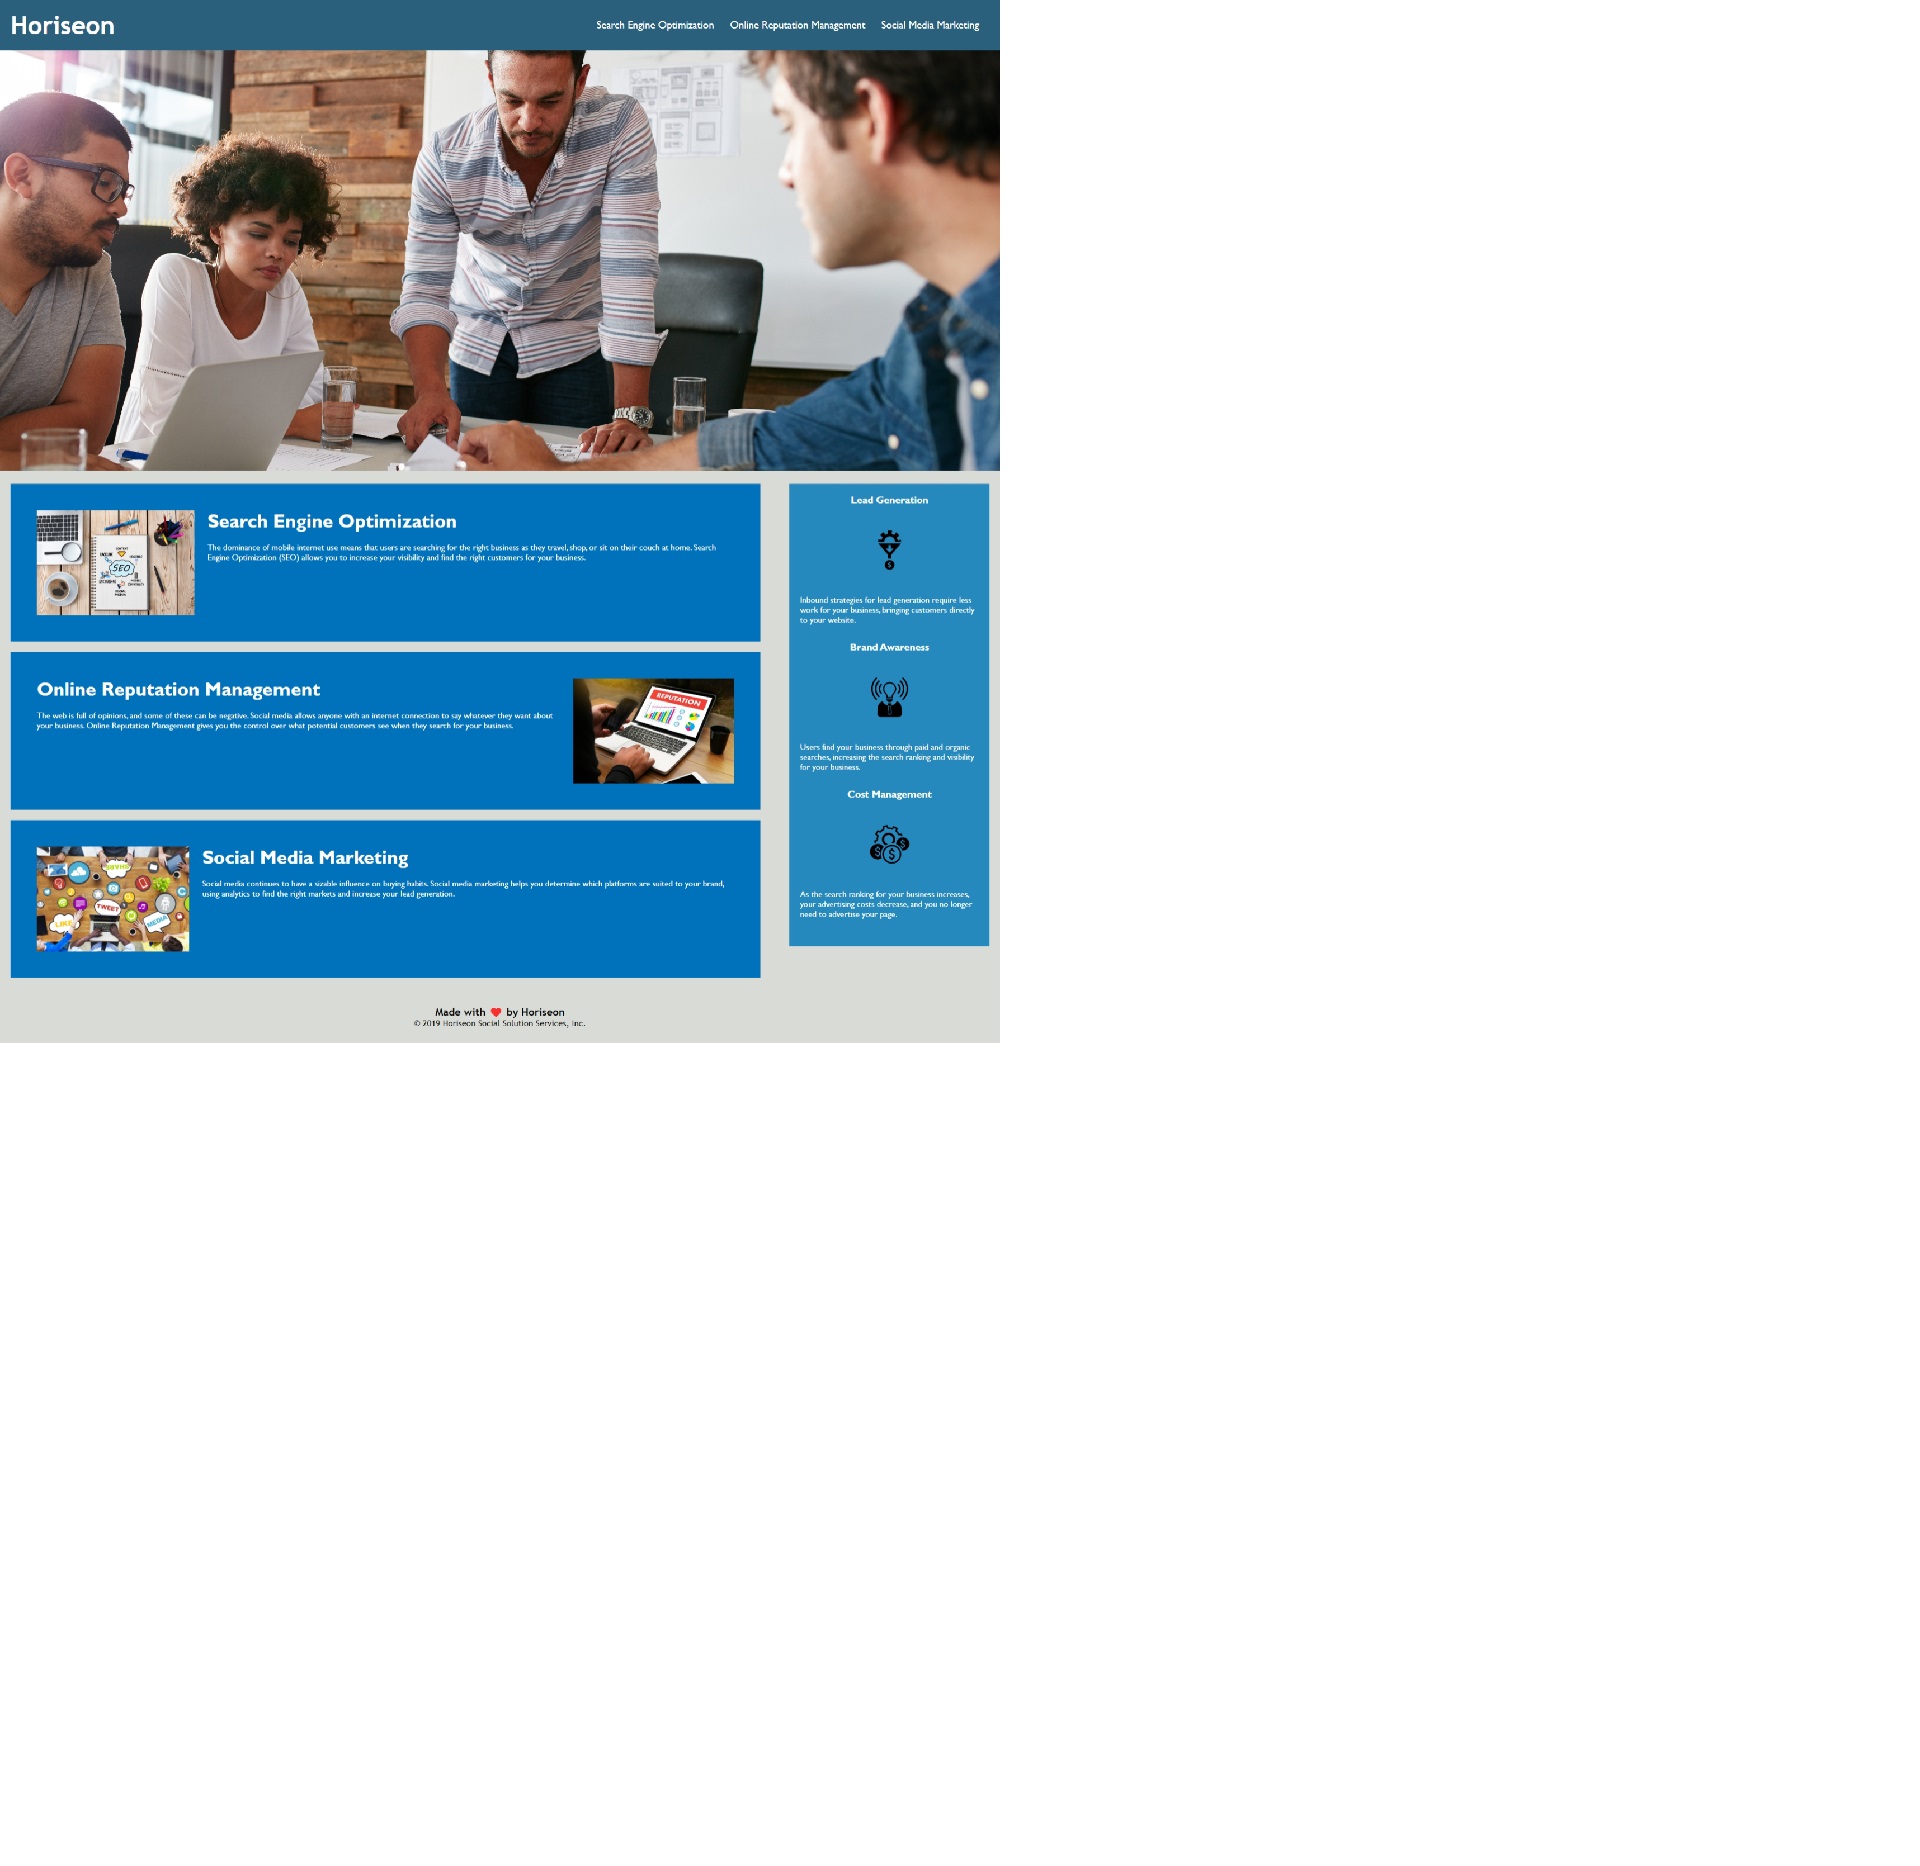 Horiseon
Search Engine Optimization Online Reputation Management Social Media Marketing
Search Engine Optimization
The dominance of mobile internet use means that users are searching for the right business as they travel, shop, or sit on their couch at home. Search
Engine Optimization (SEO) allows you to increase your visibility and find the right customers for your business.
SEO
Online Reputation Management
The web is full of opinions, and some of these can be negative. Social media allows anyone with an internet connection to say whatever they want about
your business. Online Reputation Management gives you the control over what potential customers see when they search for your business.
REPUTATION
Social Media Marketing
Social media continues to have a sizable influence on buying habits. Social media marketing helps you determine which platforms are suited to your brand,
using analytics to find the right markets and increase your lead generation.
SHARE
TWEET
LIKE
MEDIA
Lead Generation
Inbound strategies for lead generation require less
work for your business, bringing customers directly
to your website.
Brand Awareness
Users find your business through paid and organic
searches, increasing the search ranking and visibility
for your business.
Cost Management
As the search ranking for your business increases,
your advertising costs decrease, and you no longer
need to advertise your page.
Made with ❤ by Horiseon
© 2019 Horiseon Social Solution Services, Inc.